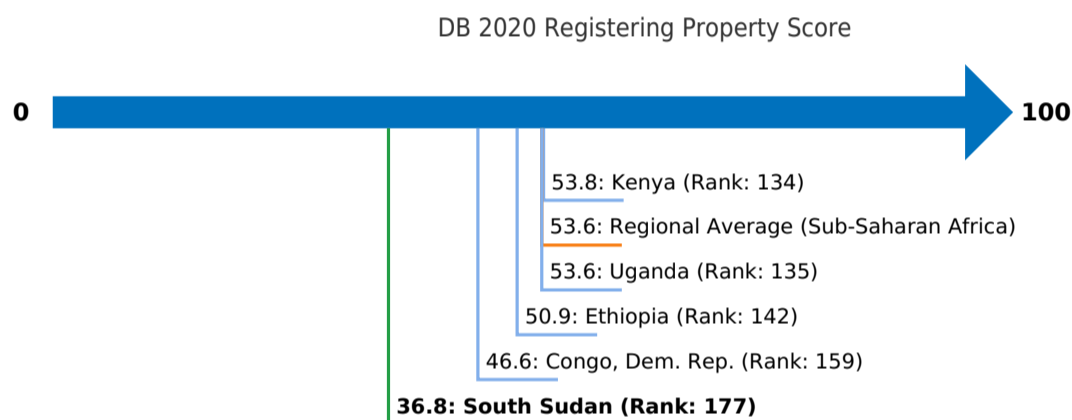 DB 2020 Registering Property Score
0
100
53.8: Kenya (Rank: 134)
53.6: Regional Average (Sub-Saharan Africa)
53.6: Uganda (Rank: 135)
50.9: Ethiopia (Rank: 142)
46.6: Congo, Dem. Rep. (Rank: 159)
36.8: South Sudan (Rank: 177)